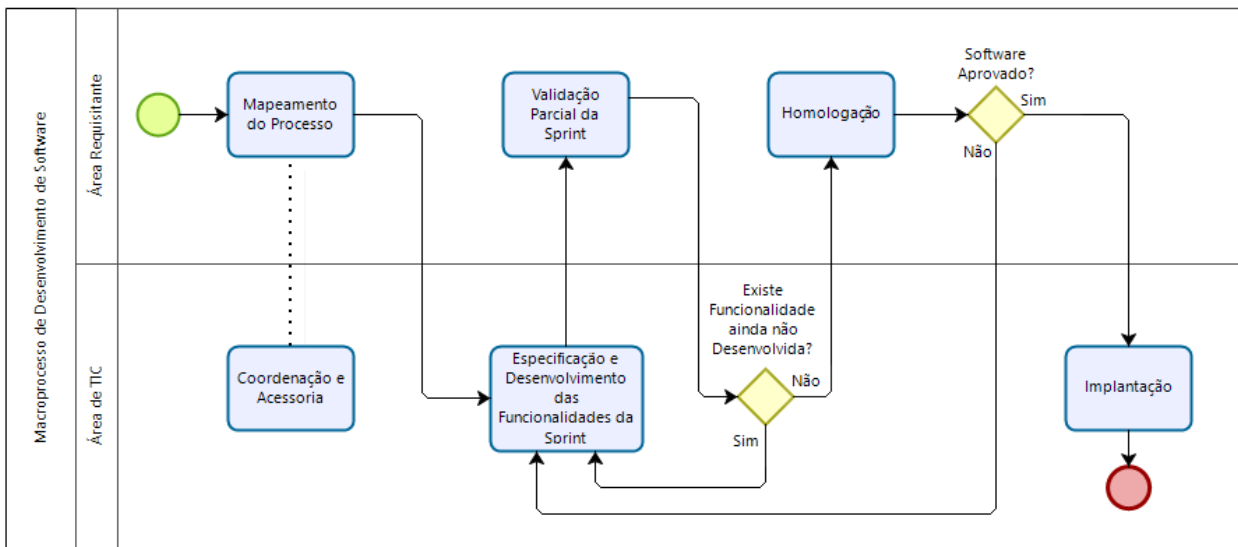 Macroprocesso de Desenvolvimento de Software
Área Requisitante
Mapeamento
do Processo
Validação
Parcial da
Sprint
Homologação
Software
Aprovado?
Sim
Não
Área de TIC
Coordenação e
Acessoria
Especificação e
Desenvolvimento
das
Funcionalidades da
Sprint
Existe
Funcionalidade
ainda não
Desenvolvida?
Não
Sim
Implantação